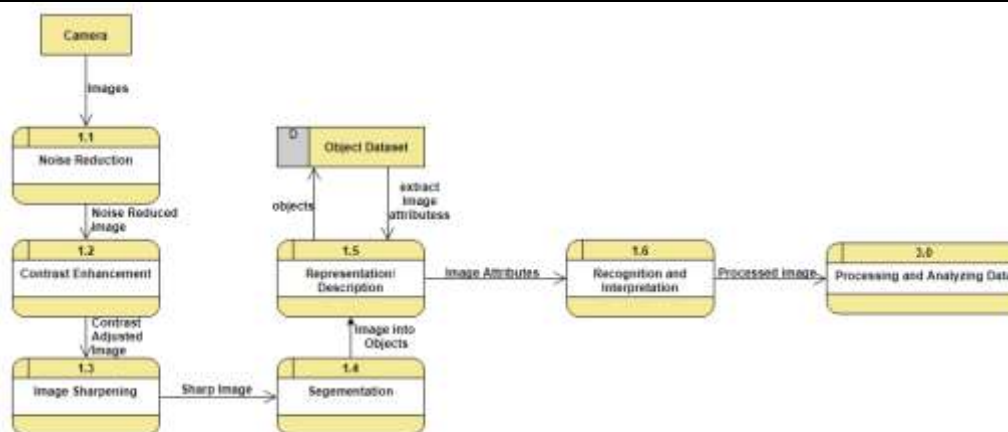 Camera
Images
1.1
Noise Reduction
Noise Reduced
Image
1.2
Contrast Enhancement
Contrast
Adjusted
Image
1.3
Image Sharpening
Sharp Image
1.4
Segementation
Image into
Objects
1.5
Representation/
Description
objects
D
Object Dataset
extract
Image
attributess
Image Attributes
1.6
Recognition and
Interpretation
Processed image
3.0
Processing and Analyzing Data